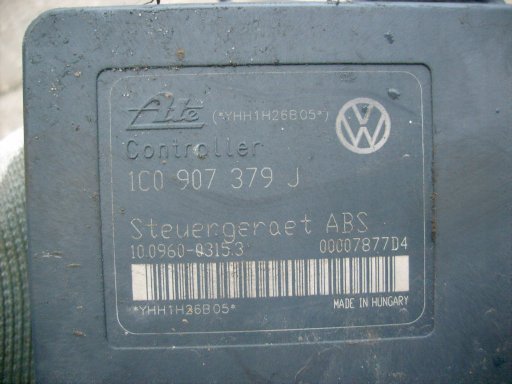 Ate (*YHH1H26B05*)
Controller
1C0 907 379 J
Steuergeraet ABS
10.0960-0315.3 00007877D4
*YHH1H26B05*
MADE IN HUNGARY